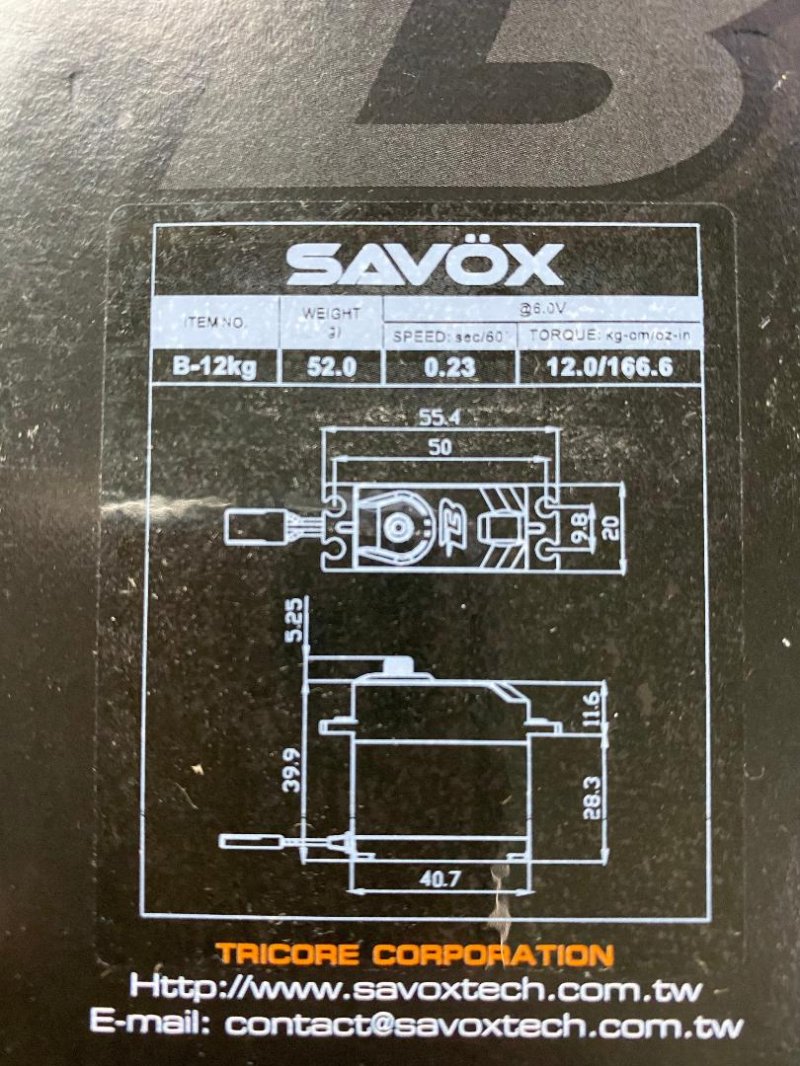 SAVÖX
ITEM NO. WEIGHT g) @6.0V
SPEED: sec/60° TORQUE: kg-cm/oz-in
B-12kg 52.0 0.23 12.0/166.6
55.4
50
TB
9.8
20
5.25
11.6
39.9
28.3
40.7
TRICORE CORPORATION
Http://www.savoxtech.com.tw
E-mail: contact@savoxtech.com.tw